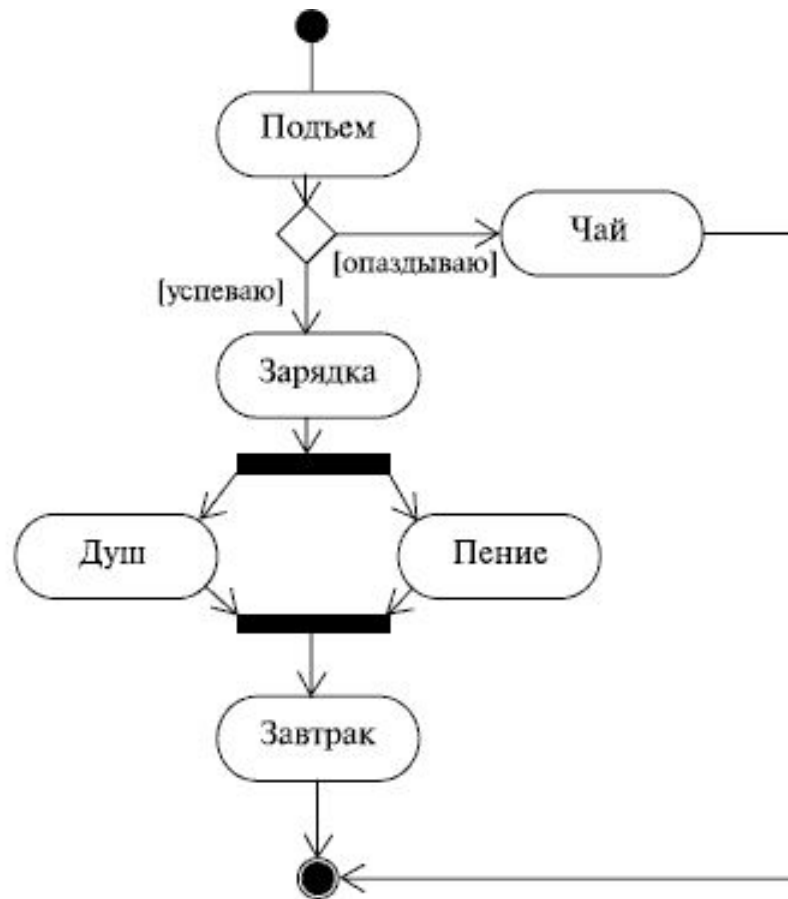 Подъем
Чай
[опаздываю]
[успеваю]
Зарядка
Душ
Пение
Завтрак